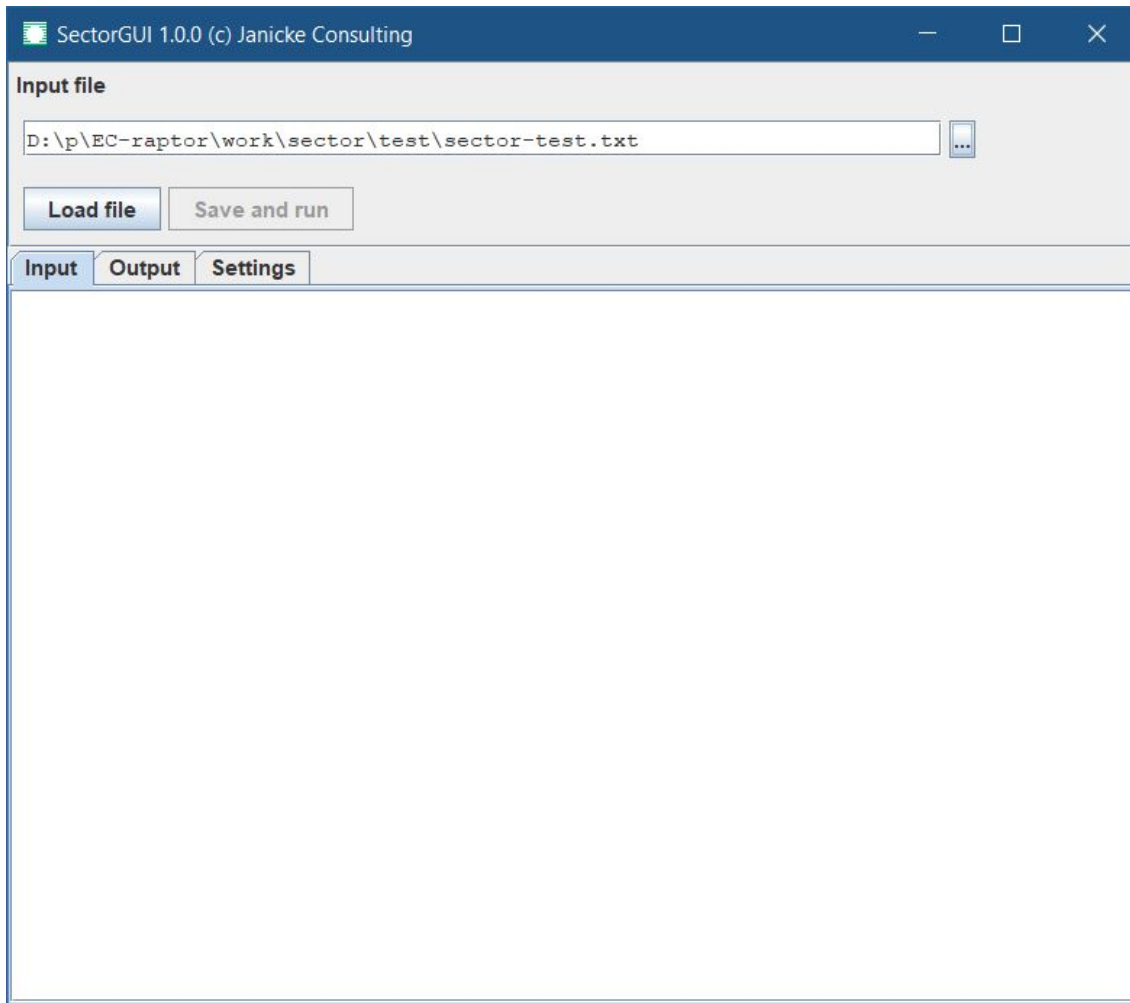 SectorGUI 1.0.0 (c) Janicke Consulting
Input file
D:\p\EC-raptor\work\sector\test\sector-test.txt ...
Load file Save and run
Input Output Settings